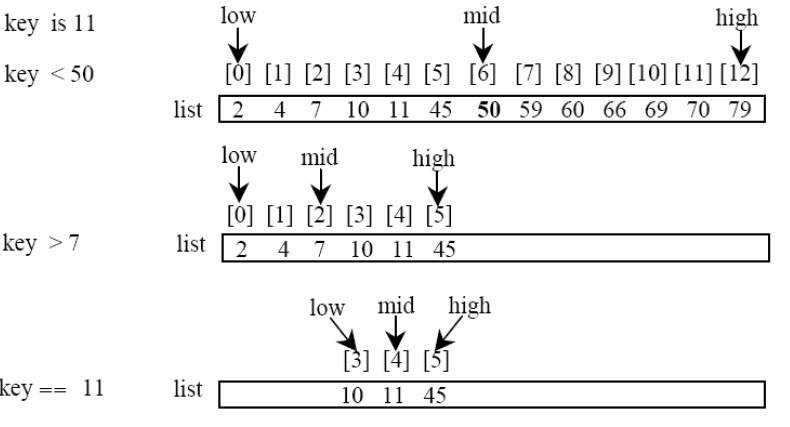 key is 11 low mid high
key < 50 [0] [1] [2] [3] [4] [5] [6] [7] [8] [9] [10] [11] [12]
list 2 4 7 10 11 45 50 59 60 66 69 70 79
low mid high
[0] [1] [2] [3] [4] [5]
key > 7 list 2 4 7 10 11 45
low mid high
[3] [4] [5]
key == 11 list 10 11 45